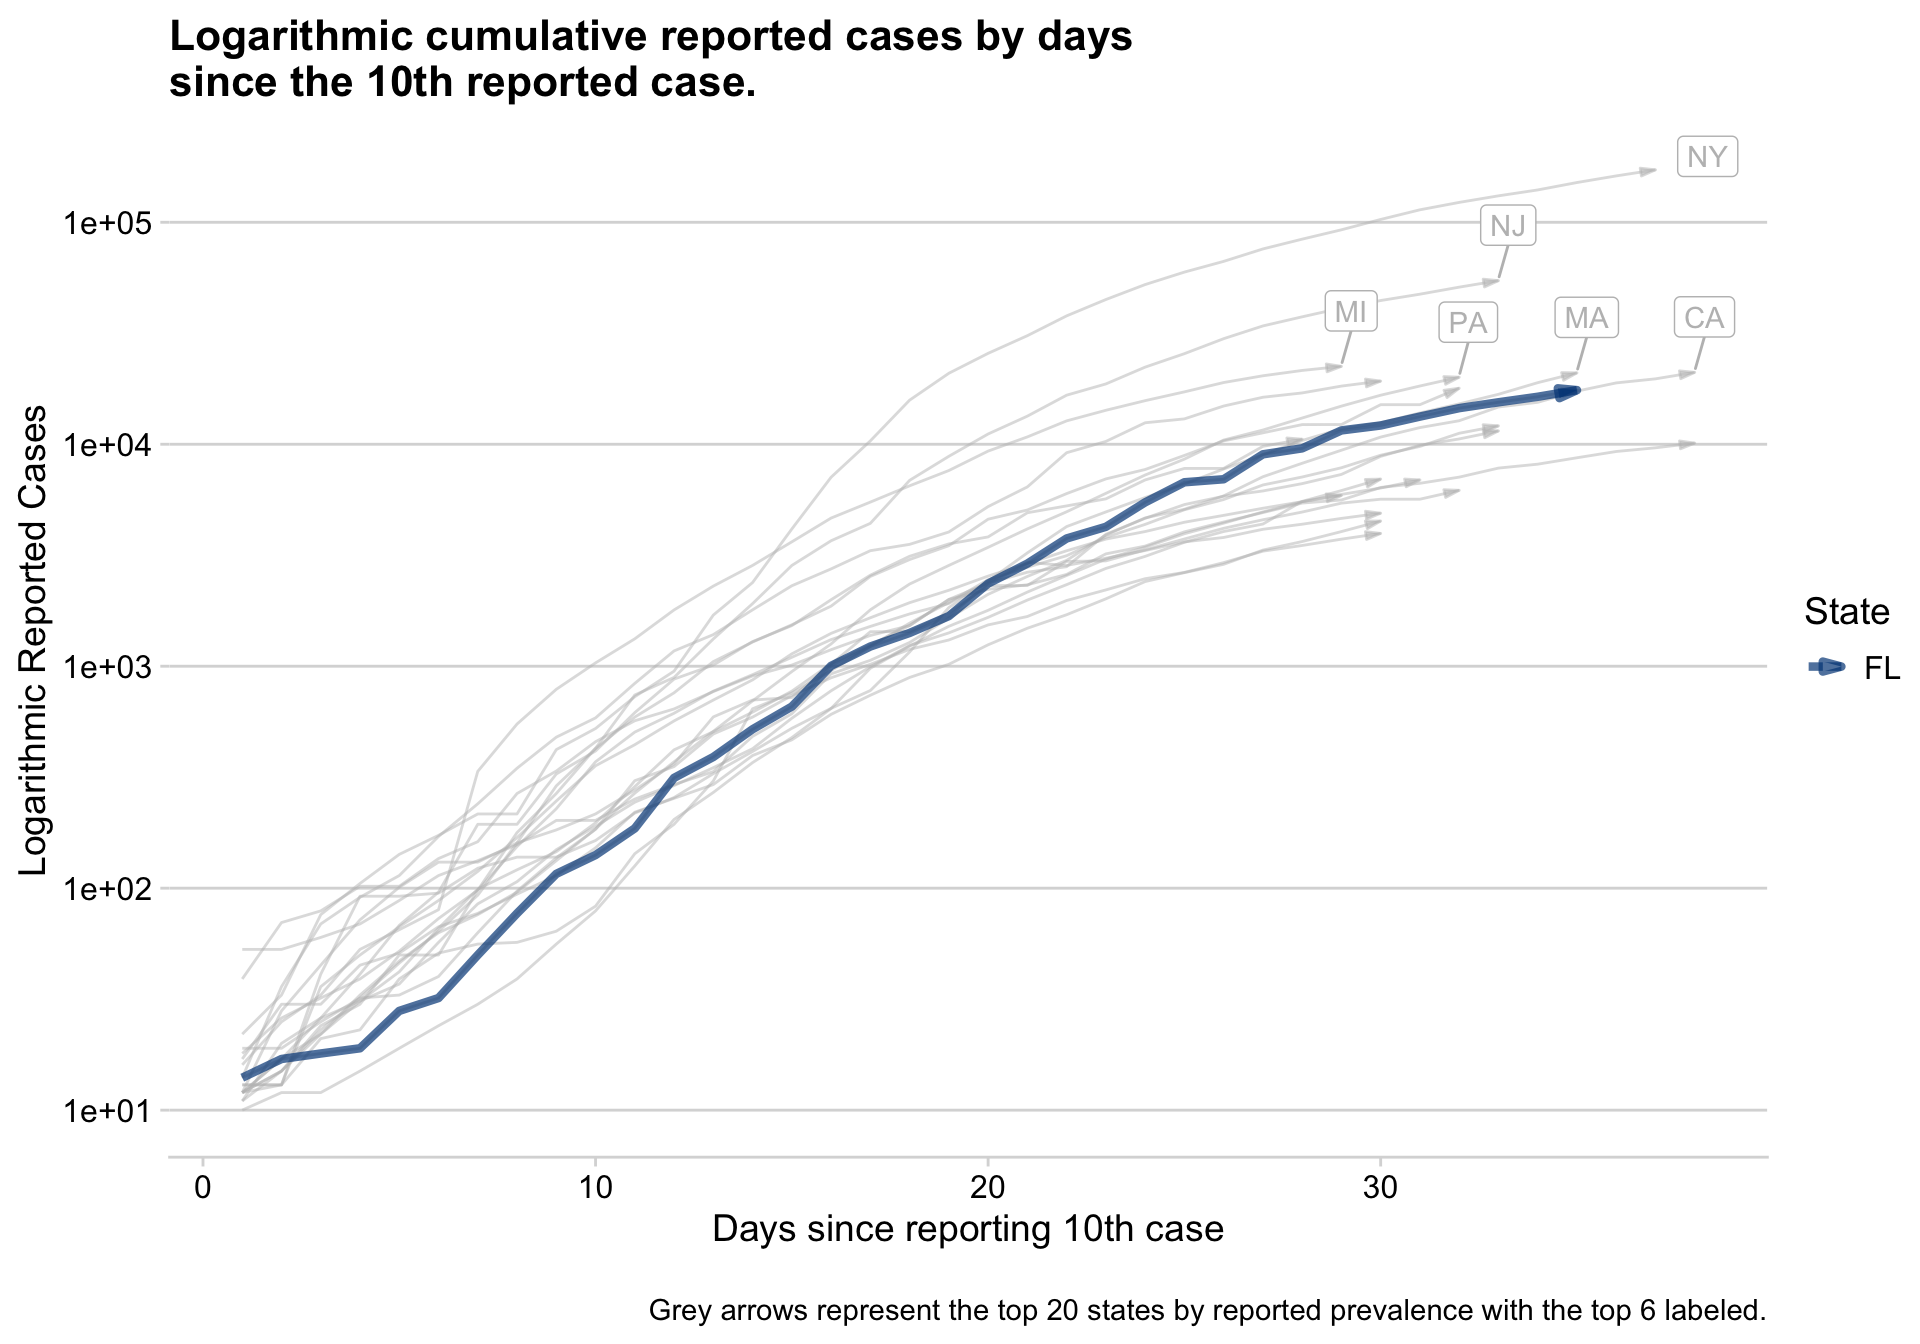 Logarithmic cumulative reported cases by days
since the 10th reported case.
NY
1e+05
NJ
MI
PA
MA
CA
1e+04
Logarithmic Reported Cases
State
1e+03
FL
1e+02
1e+01
0
10
20
30
Days since reporting 10th case
Grey arrows represent the top 20 states by reported prevalence with the top 6 labeled.